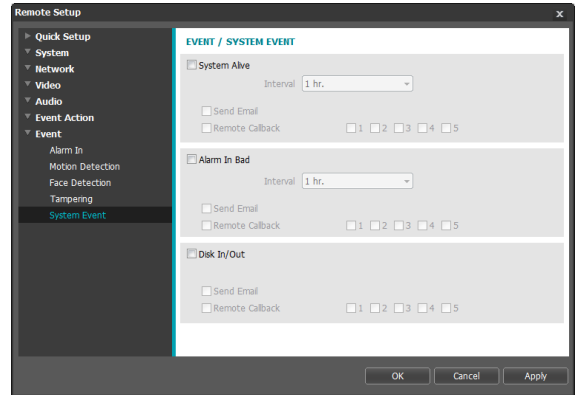 Remote Setup x
Quick Setup
System
Network
Video
Audio
Event Action
Event
Alarm In
Motion Detection
Face Detection
Tampering
System Event
EVENT / SYSTEM EVENT
System Alive
Interval 1 hr.
Send Email
Remote Callback 1 2 3 4 5
Alarm In Bad
Interval 1 hr.
Send Email
Remote Callback 1 2 3 4 5
Disk In/Out
Send Email
Remote Callback 1 2 3 4 5
OK Cancel Apply